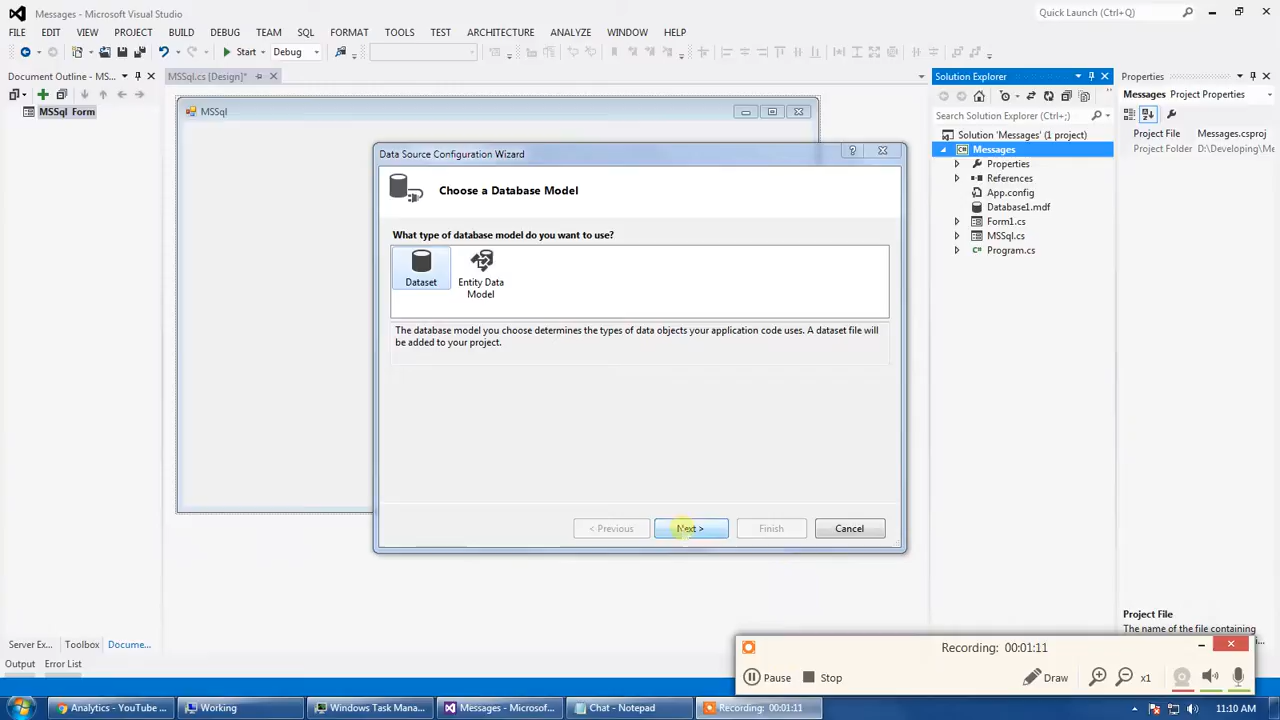 Messages - Microsoft Visual Studio
Quick Launch (Ctrl+Q)
FILE EDIT VIEW PROJECT BUILD DEBUG TEAM SQL FORMAT TOOLS TEST ARCHITECTURE ANALYZE WINDOW HELP
Start Debug
Document Outline - MS...
MSSql.cs [Design]*
Solution Explorer
Properties
MSSql Form
MSSql
Messages Project Properties
Search Solution Explorer (Ctrl+;)
Solution 'Messages' (1 project)
Project File Messages.csproj
Messages
Project Folder D:\Developing\Me
Data Source Configuration Wizard
Properties
References
Choose a Database Model
App.config
Database1.mdf
Form1.cs
What type of database model do you want to use?
MSSql.cs
Program.cs
Dataset
Entity Data
Model
The database model you choose determines the types of data objects your application code uses. A dataset file will
be added to your project.
< Previous
Next >
Finish
Cancel
Project File
The name of the file containing
Server Ex... Toolbox Docume...
Output Error List
Recording: 00:01:11
Pause Stop Draw x1
Analytics - YouTube ...
Working
Windows Task Mana...
Messages - Microsof...
Chat - Notepad
Recording: 00:01:11
11:10 AM